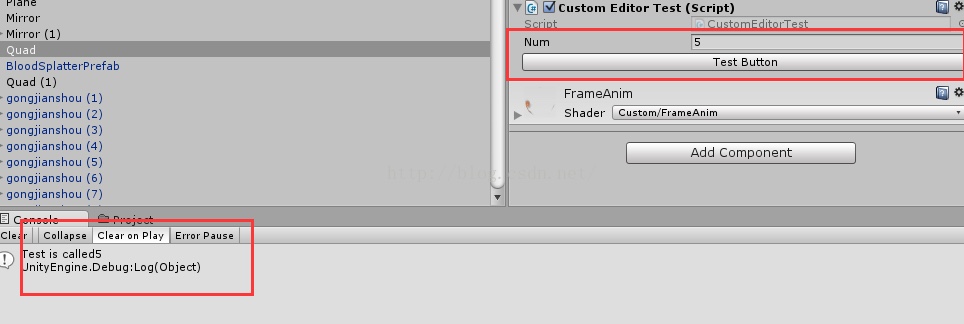 Plane
Mirror
Mirror (1)
Quad
BloodSplatterPrefab
Quad (1)
gongjianshou (1)
gongjianshou (2)
gongjianshou (3)
gongjianshou (4)
gongjianshou (5)
gongjianshou (6)
gongjianshou (7)
Custom Editor Test (Script)
Script CustomEditorTest
Num 5
Test Button
FrameAnim
Shader Custom/FrameAnim
Add Component
http://blog.csdn.net
Console Project
Clear Collapse Clear on Play Error Pause
Test is called5
UnityEngine.Debug:Log(Object)